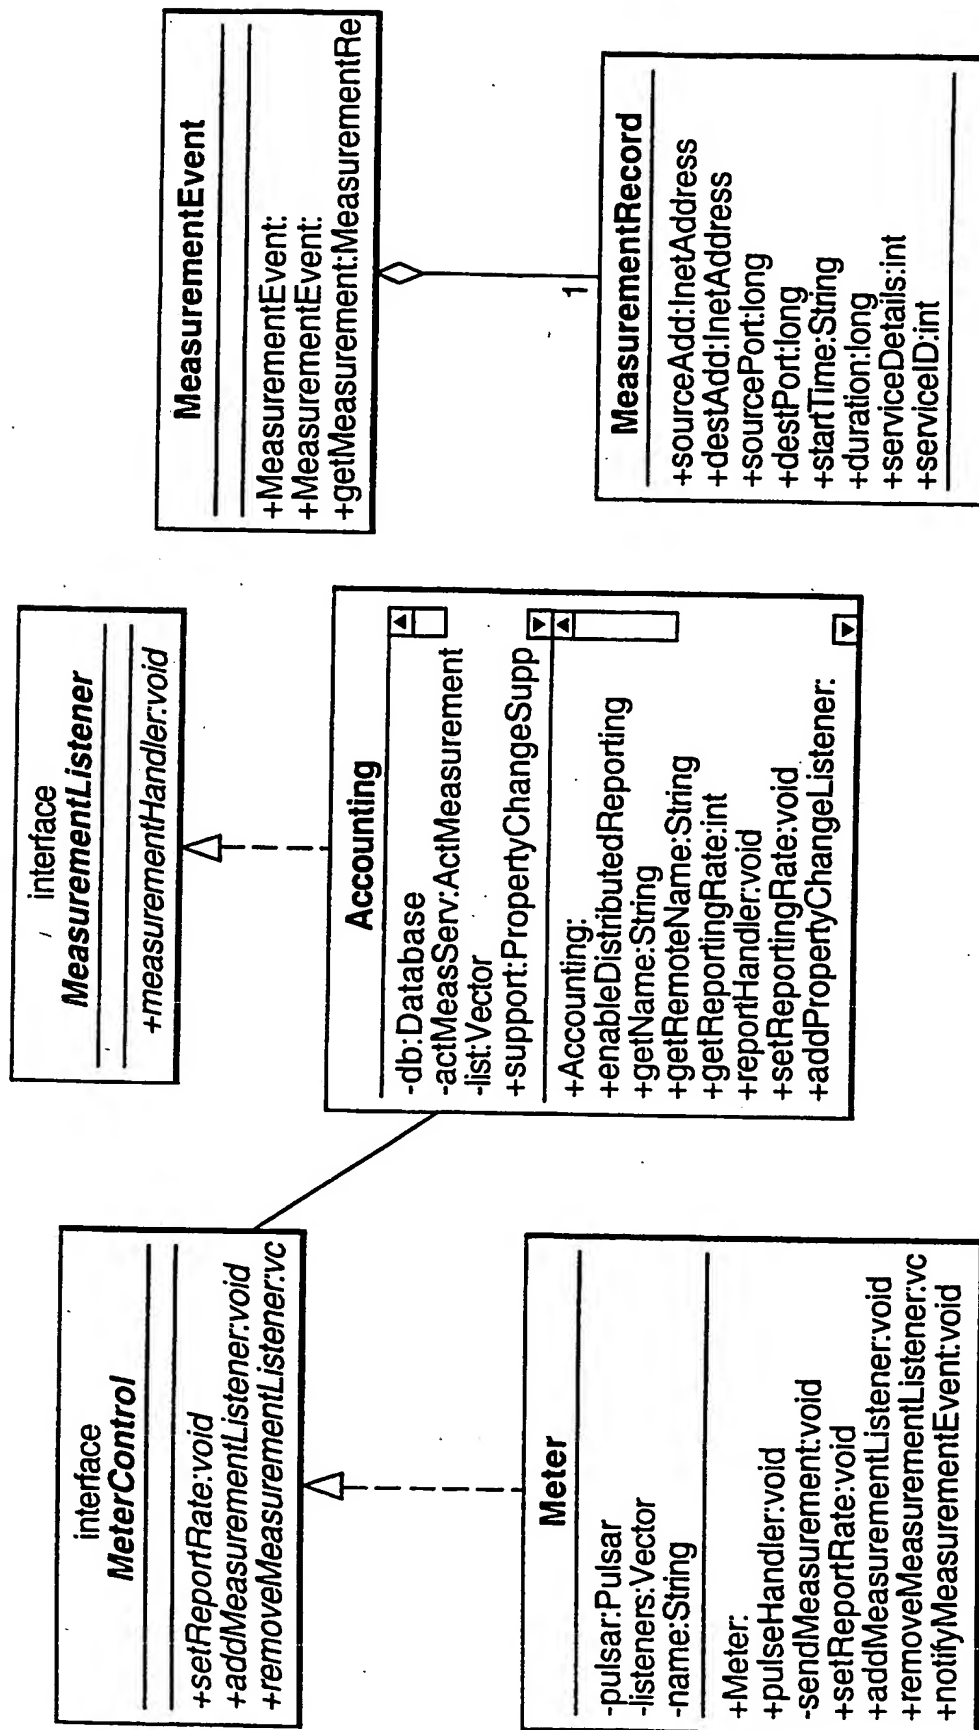 interface
MeterControl
+setReportRate:void
+addMeasurementListener:void
+removeMeasurementListener:vc
Meter
-pulsar:Pulsar
-listeners:Vector
-name:String
+Meter:
+pulseHandler:void
-sendMeasurement:void
+setReportRate:void
+addMeasurementListener:void
+removeMeasurementListener:vc
+notifyMeasurementEvent:void
interface
MeasurementListener
+measurementHandler:void
Accounting
-db:Database
-actMeasServ:ActMeasurement
-list:Vector
+support:PropertyChangeSupp
+Accounting:
+enableDistributedReporting
+getName:String
+getRemoteName:String
+getReportingRate:int
+reportHandler:void
+setReportingRate:void
+addPropertyChangeListener:
MeasurementEvent
+MeasurementEvent:
+MeasurementEvent:
+getMeasurement:MeasurementRe
1
MeasurementRecord
+sourceAdd:InetAddress
+destAdd:InetAddress
+sourcePort:long
+destPort:long
+startTime:String
+duration:long
+serviceDetails:int
+serviceID:int